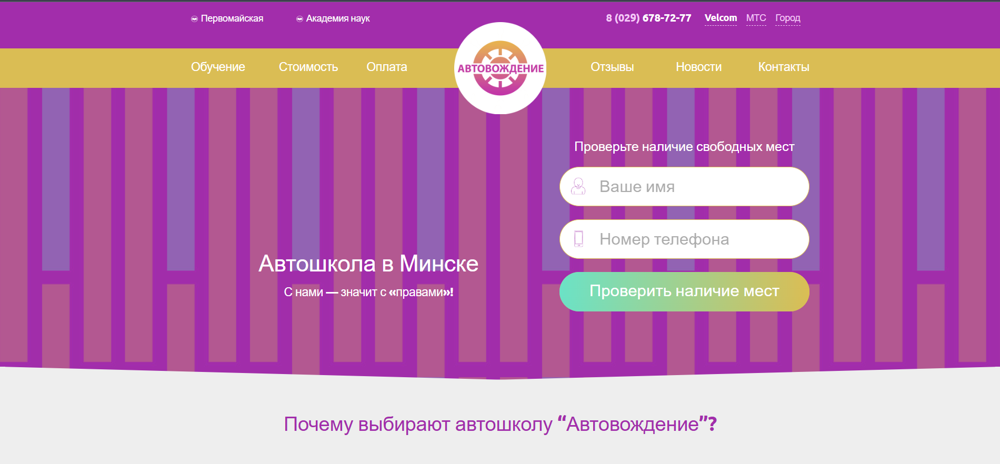 Первомайская
Академия наук
8 (029) 678-72-77
Velcom
МТС
Город
Обучение
Стоимость
Оплата
АВТОВОЖДЕНИЕ
Отзывы
Новости
Контакты
Проверьте наличие свободных мест
Ваше имя
Номер телефона
Проверить наличие мест
Автошкола в Минске
С нами — значит с «правами»!
Почему выбирают автошколу “Автовождение”?